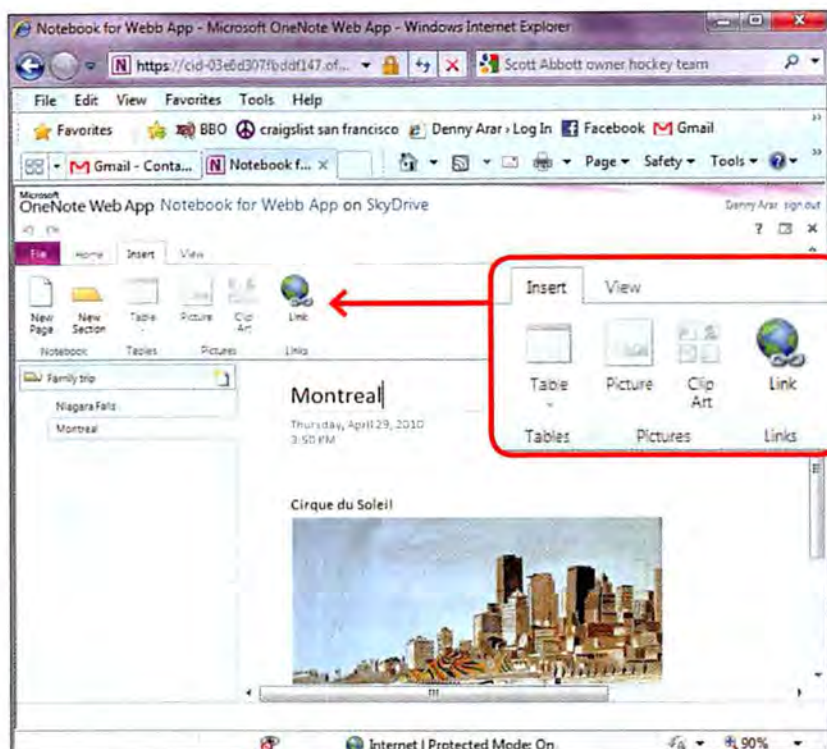 Notebook for Webb App - Microsoft OneNote Web App - Windows Internet Explorer
https://cid-03e6d307fbddf147.of... Scott Abbott owner hockey team
File Edit View Favorites Tools Help
Favorites BBO craigslist san francisco Denny Arar › Log In Facebook Gmail
Gmail - Conta... Notebook f... Page Safety Tools
Microsoft
OneNote Web App Notebook for Webb App on SkyDrive Denny Arar sign out
File Home Insert View
New Page New Section Table Picture Clip Art Link
Notebook Tables Pictures Links
Insert View
Table Picture Clip Art Link
Tables Pictures Links
Family trip
Niagara Falls
Montreal
Montreal
Thursday, April 29, 2010
3:50 PM
Cirque du Soleil
Internet | Protected Mode: On 90%